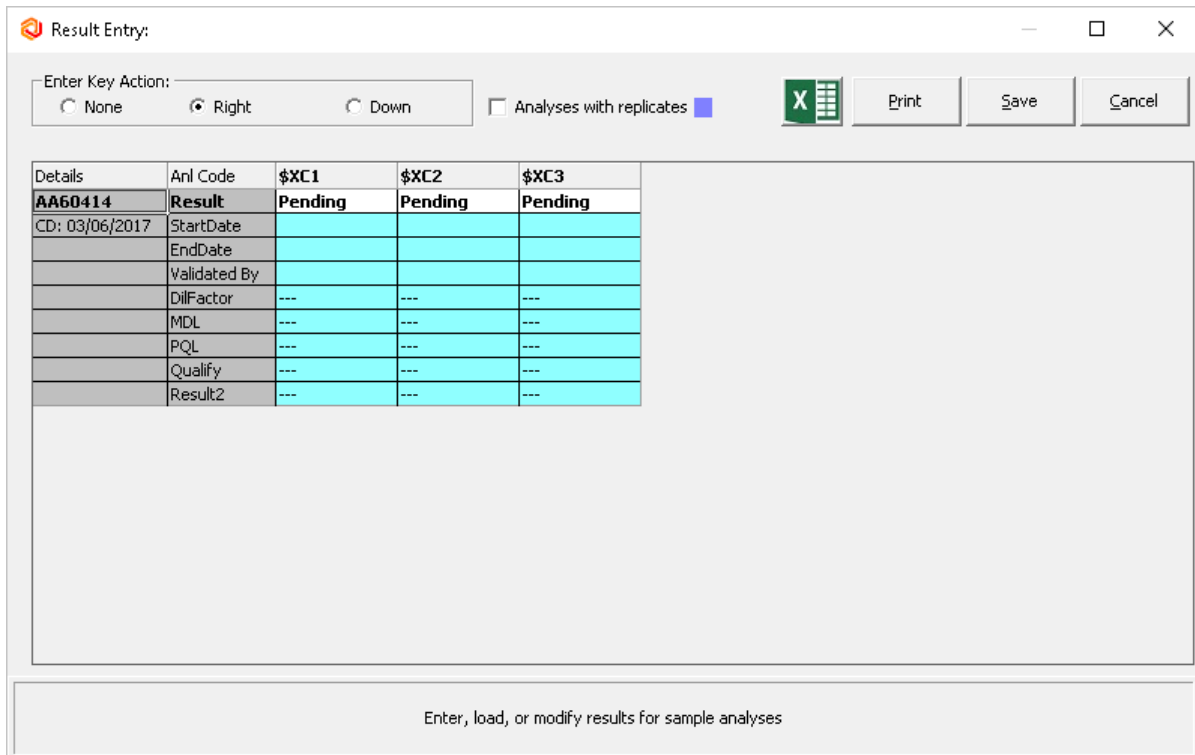 Result Entry:
Enter Key Action:
None Right Down Analyses with replicates Print Save Cancel
Details Anl Code $XC1 $XC2 $XC3
AA60414 Result Pending Pending Pending
CD: 03/06/2017 StartDate
EndDate
Validated By
DilFactor --- --- ---
MDL --- --- ---
PQL --- --- ---
Qualify --- --- ---
Result2 --- --- ---
Enter, load, or modify results for sample analyses